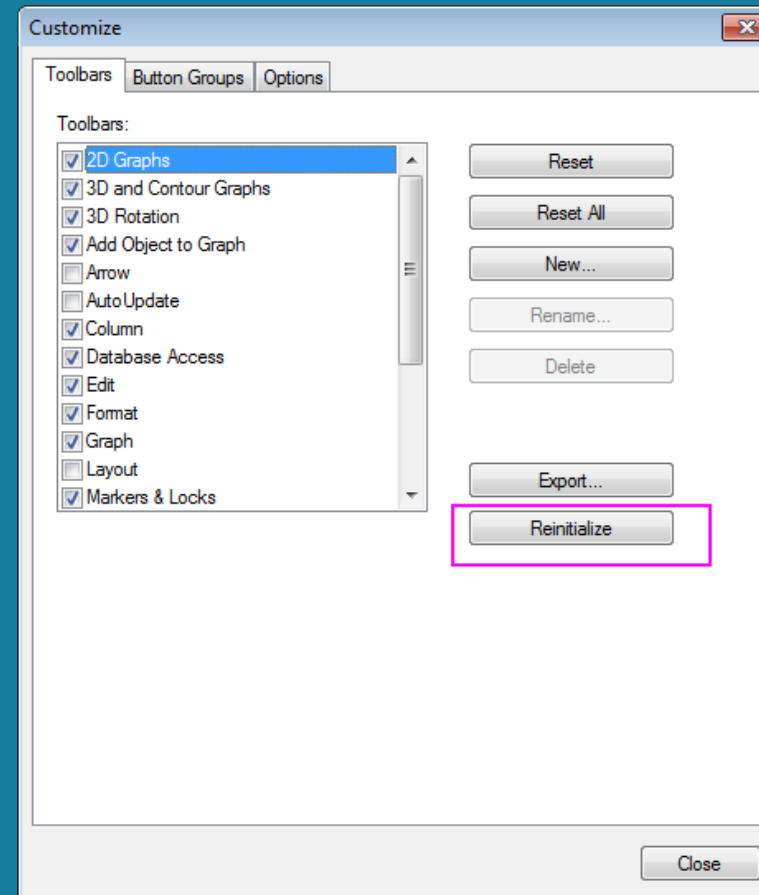 Customize
Toolbars
Button Groups
Options
Toolbars:
2D Graphs
3D and Contour Graphs
3D Rotation
Add Object to Graph
Arrow
AutoUpdate
Column
Database Access
Edit
Format
Graph
Layout
Markers & Locks
Reset
Reset All
New...
Rename...
Delete
Export...
Reinitialize
Close